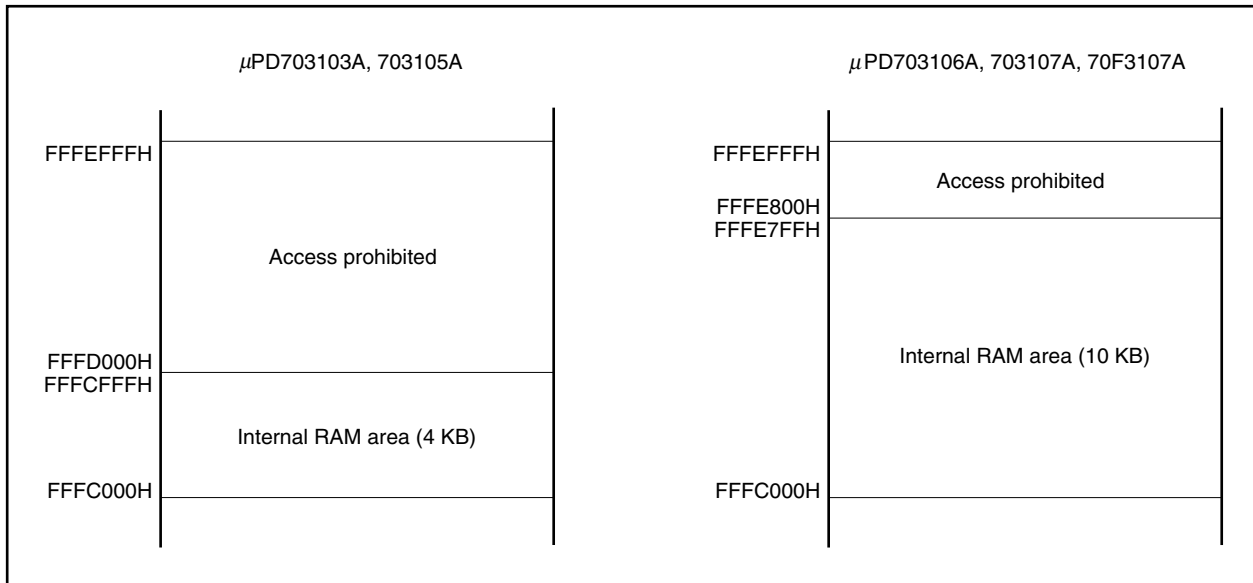 μPD703103A, 703105A
FFFEFFFH
Access prohibited
FFFD000H
FFFCFFFH
Internal RAM area (4 KB)
FFFC000H
μPD703106A, 703107A, 70F3107A
FFFEFFFH
Access prohibited
FFFE800H
FFFE7FFH
Internal RAM area (10 KB)
FFFC000H